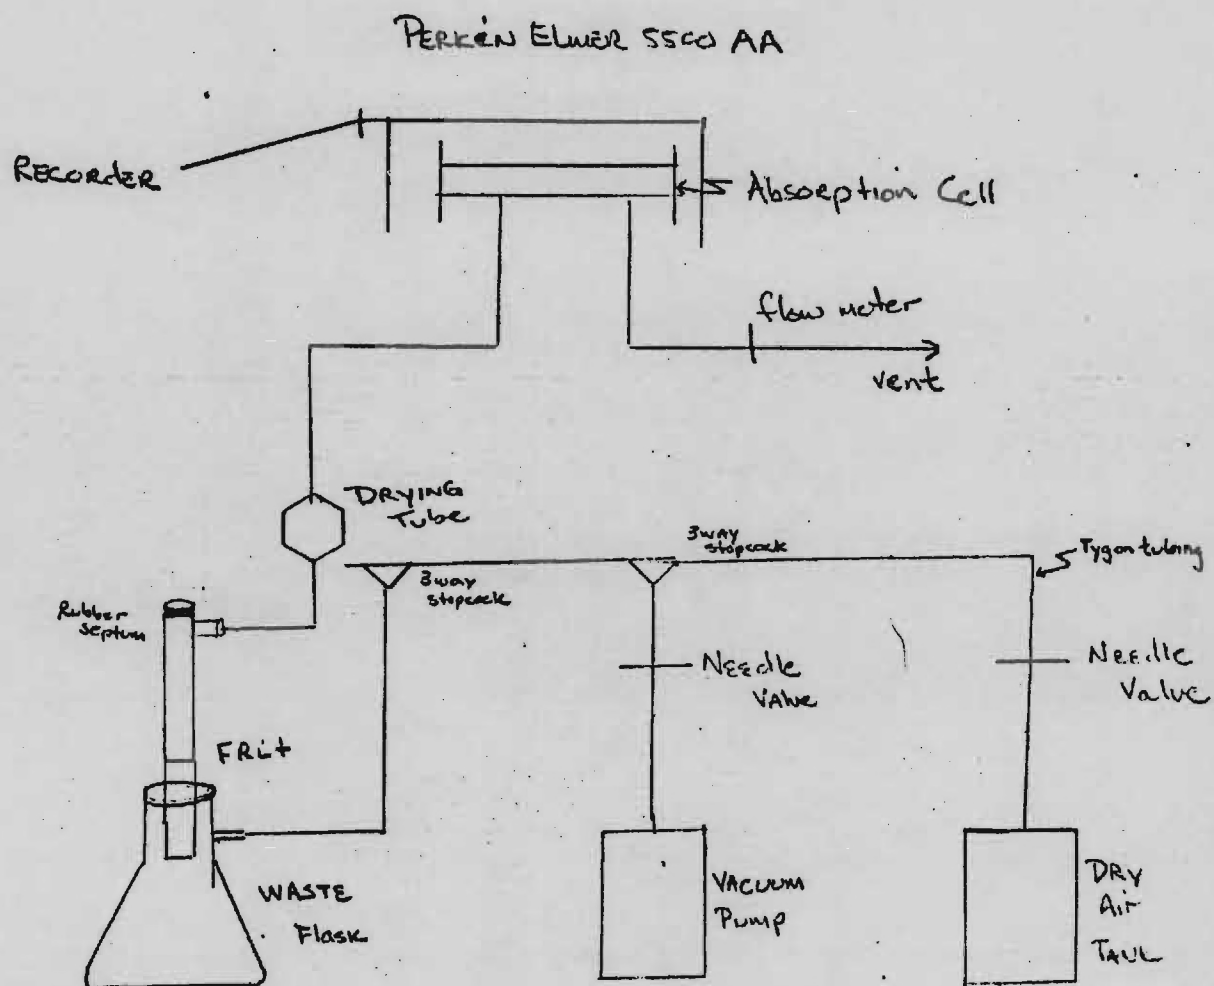 PERKIN ELMER 5500 AA
RECORDER
Absorption Cell
flow meter
vent
DRYING
Tube
3way
stopcock
Tygon tubing
3way
stopcock
Rubber
Septum
Needle
VAlve
Needle
Valve
FRit
WASTE
Flask
VACUUM
Pump
DRY
Air